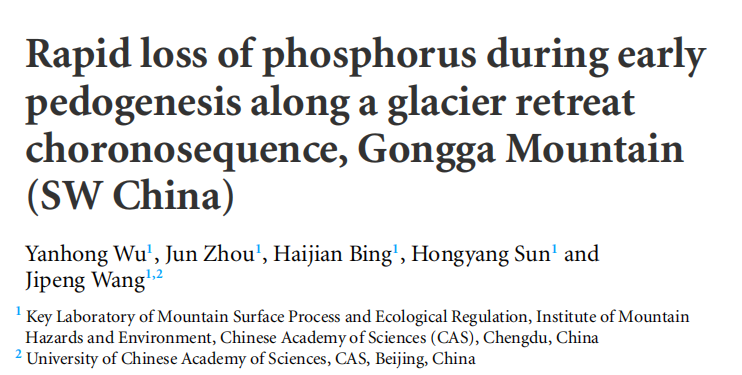 Rapid loss of phosphorus during early
pedogenesis along a glacier retreat
choronosequence, Gongga Mountain
(SW China)
Yanhong Wu1, Jun Zhou1, Haijian Bing1, Hongyang Sun1 and
Jipeng Wang1,2
1 Key Laboratory of Mountain Surface Process and Ecological Regulation, Institute of Mountain
Hazards and Environment, Chinese Academy of Sciences (CAS), Chengdu, China
2 University of Chinese Academy of Sciences, CAS, Beijing, China